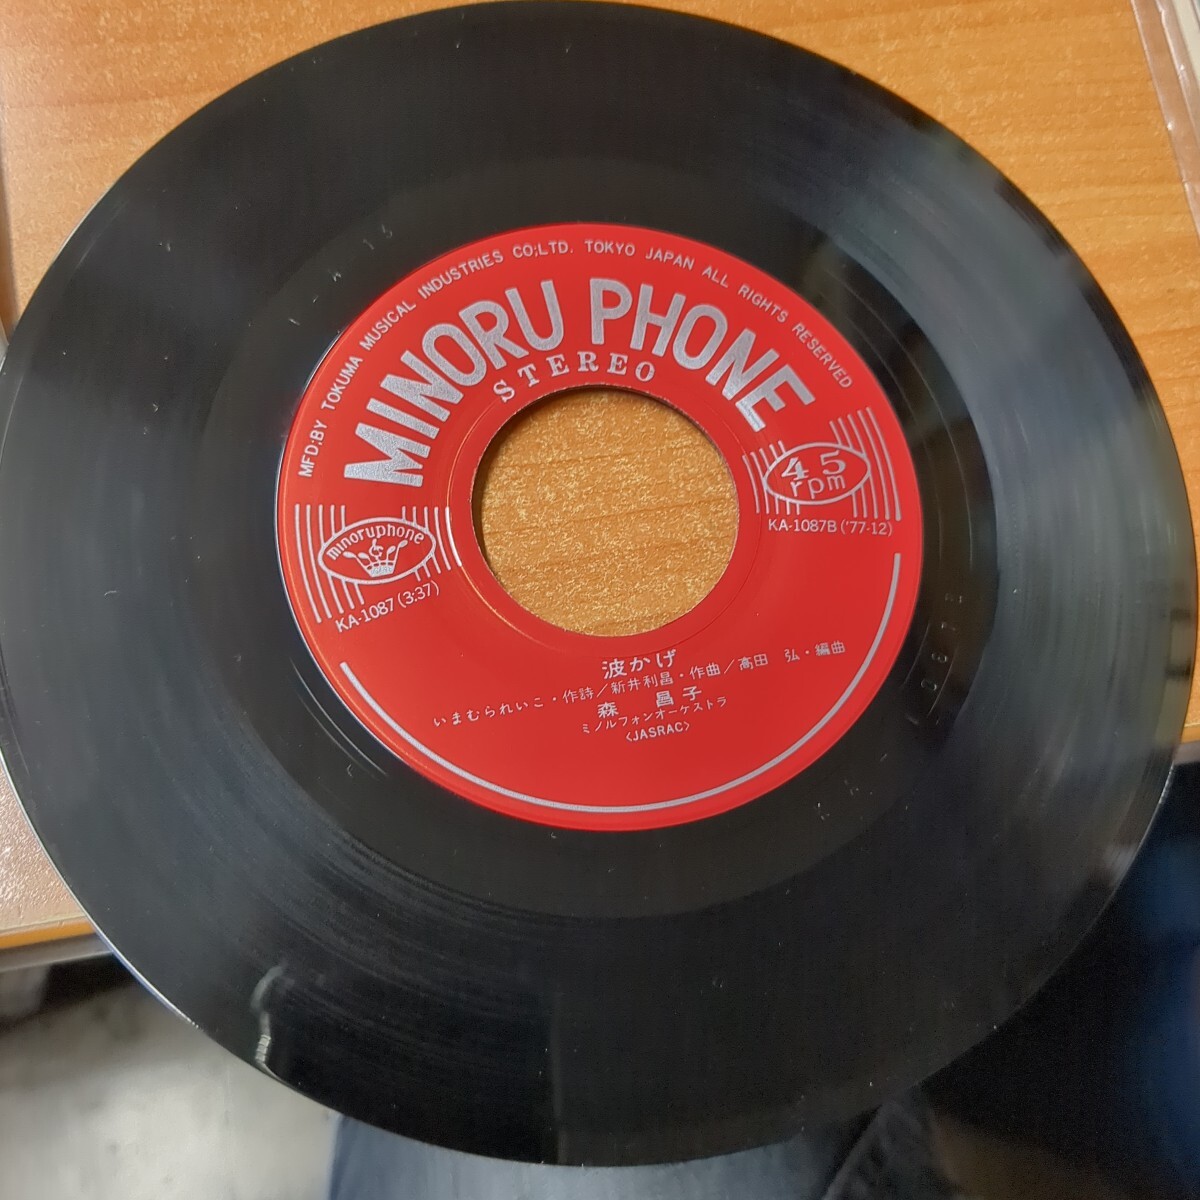 MFD:BY TOKUMA MUSICAL INDUSTRIES CO;LTD. TOKYO JAPAN ALL RIGHTS RESERVED
MINORU PHONE
STEREO
45
rpm
KA-1087B ('77-12)
minoruphone
KA-1087 (3:37)
波かげ
いまむられいこ・作詩/新井利昌・作曲/高田 弘・編曲
森 昌子
ミノルフォンオーケストラ
〈JASRAC〉